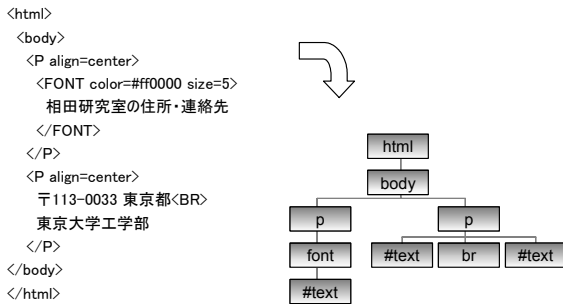 <html>
<body>
<P align=center>
<FONT color=#ff0000 size=5>
相田研究室の住所・連絡先
</FONT>
</P>
<P align=center>
〒113-0033 東京都<BR>
東京大学工学部
</P>
</body>
</html>
html
body
p p
font #text br #text
#text